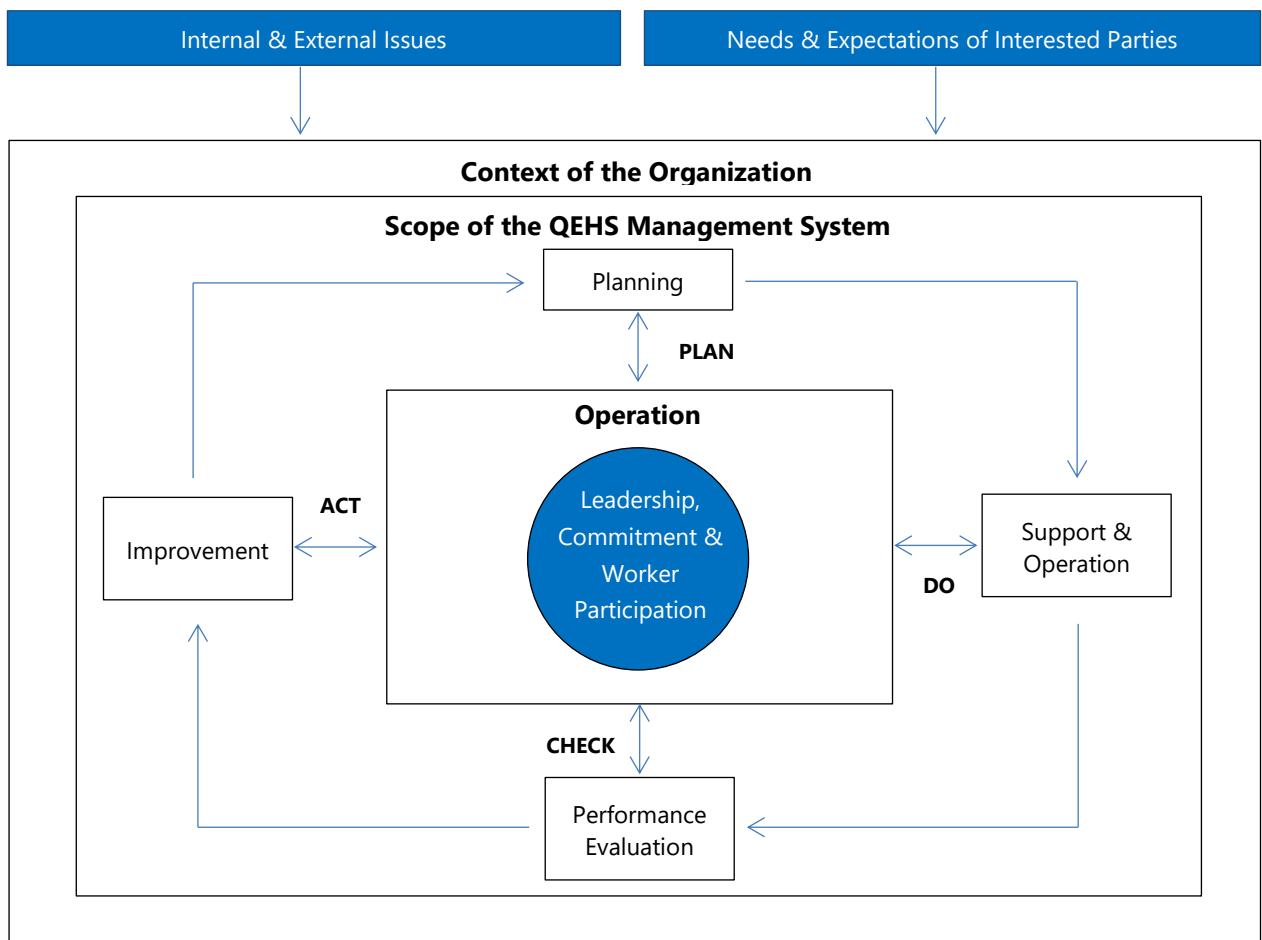 Internal & External Issues
Needs & Expectations of Interested Parties
Context of the Organization
Scope of the QEHS Management System
Planning
PLAN
Operation
Leadership,
Commitment &
Worker
Participation
ACT
Improvement
Support &
Operation
DO
CHECK
Performance
Evaluation